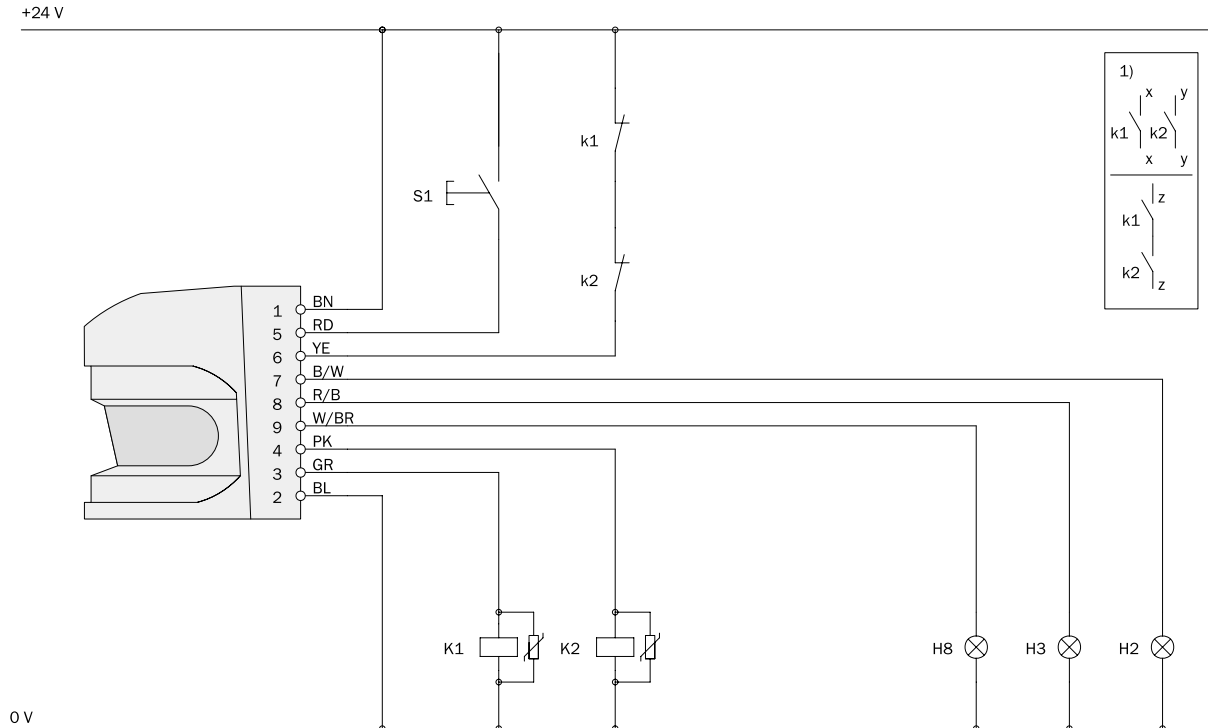 +24 V
1)
x y
k1 k2
x y
z
k1
k2
z
k1
S1
k2
1 BN
5 RD
6 YE
7 B/W
8 R/B
9 W/BR
4 PK
3 GR
2 BL
K1 K2 H8 H3 H2
0 V